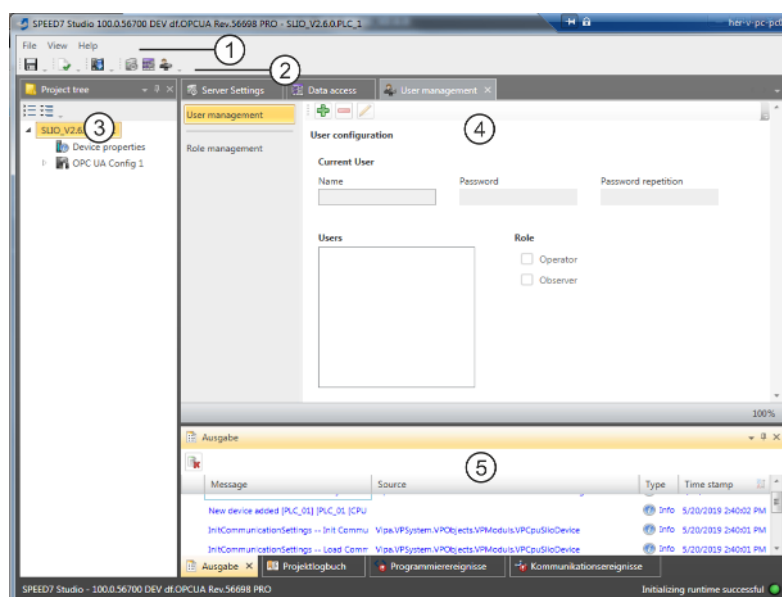 SPEED7 Studio 100.0.56700 DEV df.OPCUA Rev.56698 PRO - SLIO_V2.6.0.PLC_1
her-v-pc-pc0
File View Help
1
2
Project tree
Server Settings
Data access
User management
3
SLIO_V2.6.
Device properties
OPC UA Config 1
User management
Role management
4
User configuration
Current User
Name Password Password repetition
Users Role
Operator
Observer
100%
Ausgabe
5
Message Source Type Time stamp
New device added [PLC_01] [PLC_01 [CPU Info 5/20/2019 2:40:02 PM
InitCommunicationSettings -- Init Commu Vipa.VPSystem.VPObjects.VPModuls.VPCpuSlioDevice Info 5/20/2019 2:40:01 PM
InitCommunicationSettings -- Load Comm Vipa.VPSystem.VPObjects.VPModuls.VPCpuSlioDevice Info 5/20/2019 2:40:01 PM
Ausgabe Projektlogbuch Programmierereignisse Kommunikationsereignisse
SPEED7 Studio - 100.0.56700 DEV df.OPCUA Rev.56698 PRO Initializing runtime successful